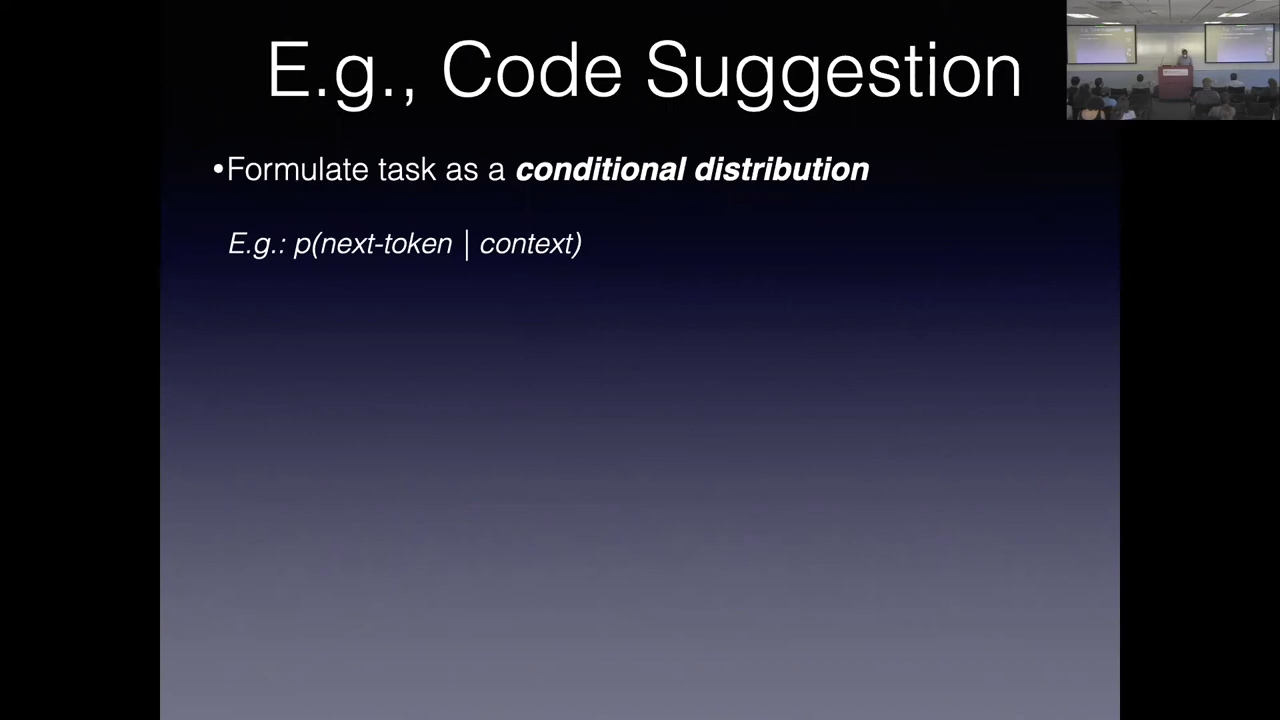 E.g., Code Suggestion
•Formulate task as a conditional distribution
E.g.: p(next-token | context)